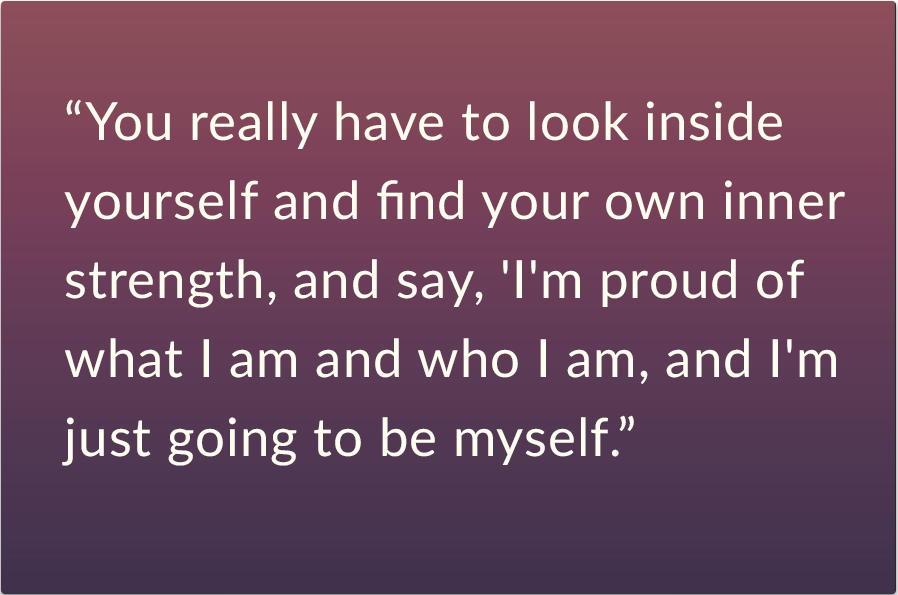 “You really have to look inside
yourself and find your own inner
strength, and say, 'I'm proud of
what I am and who I am, and I'm
just going to be myself.”